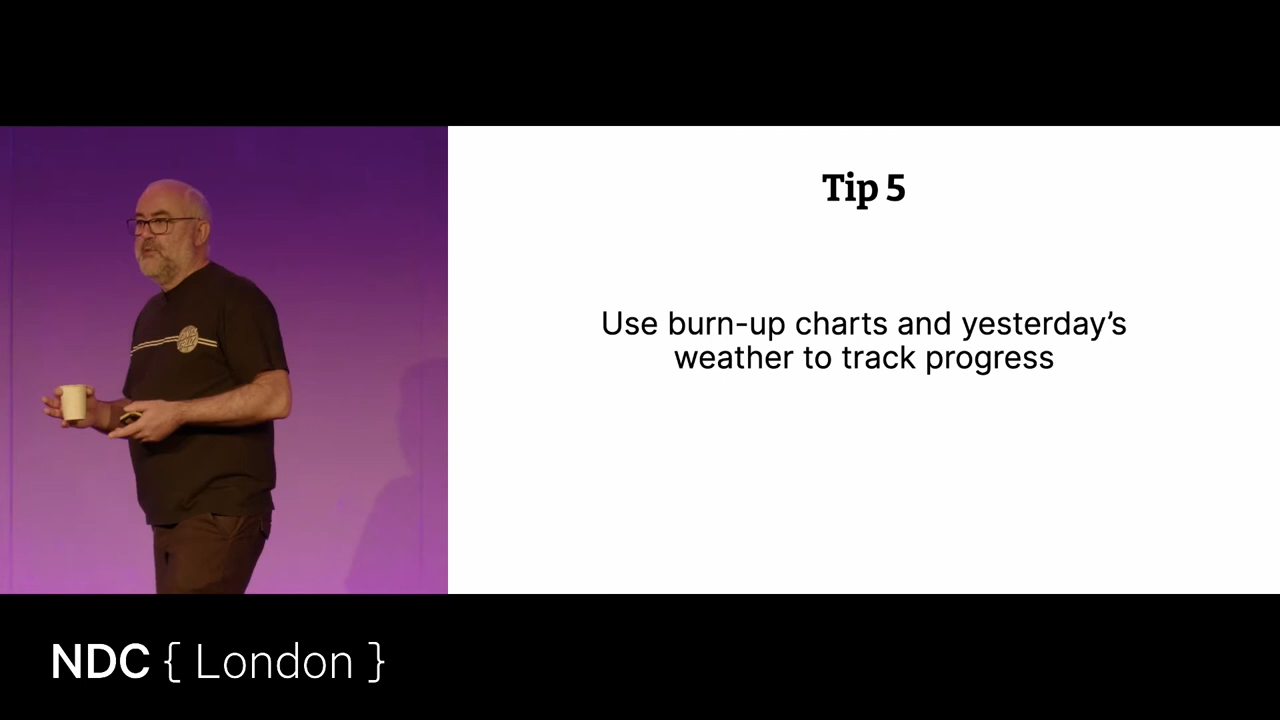 Tip 5
Use burn-up charts and yesterday's
weather to track progress
NDC { London }